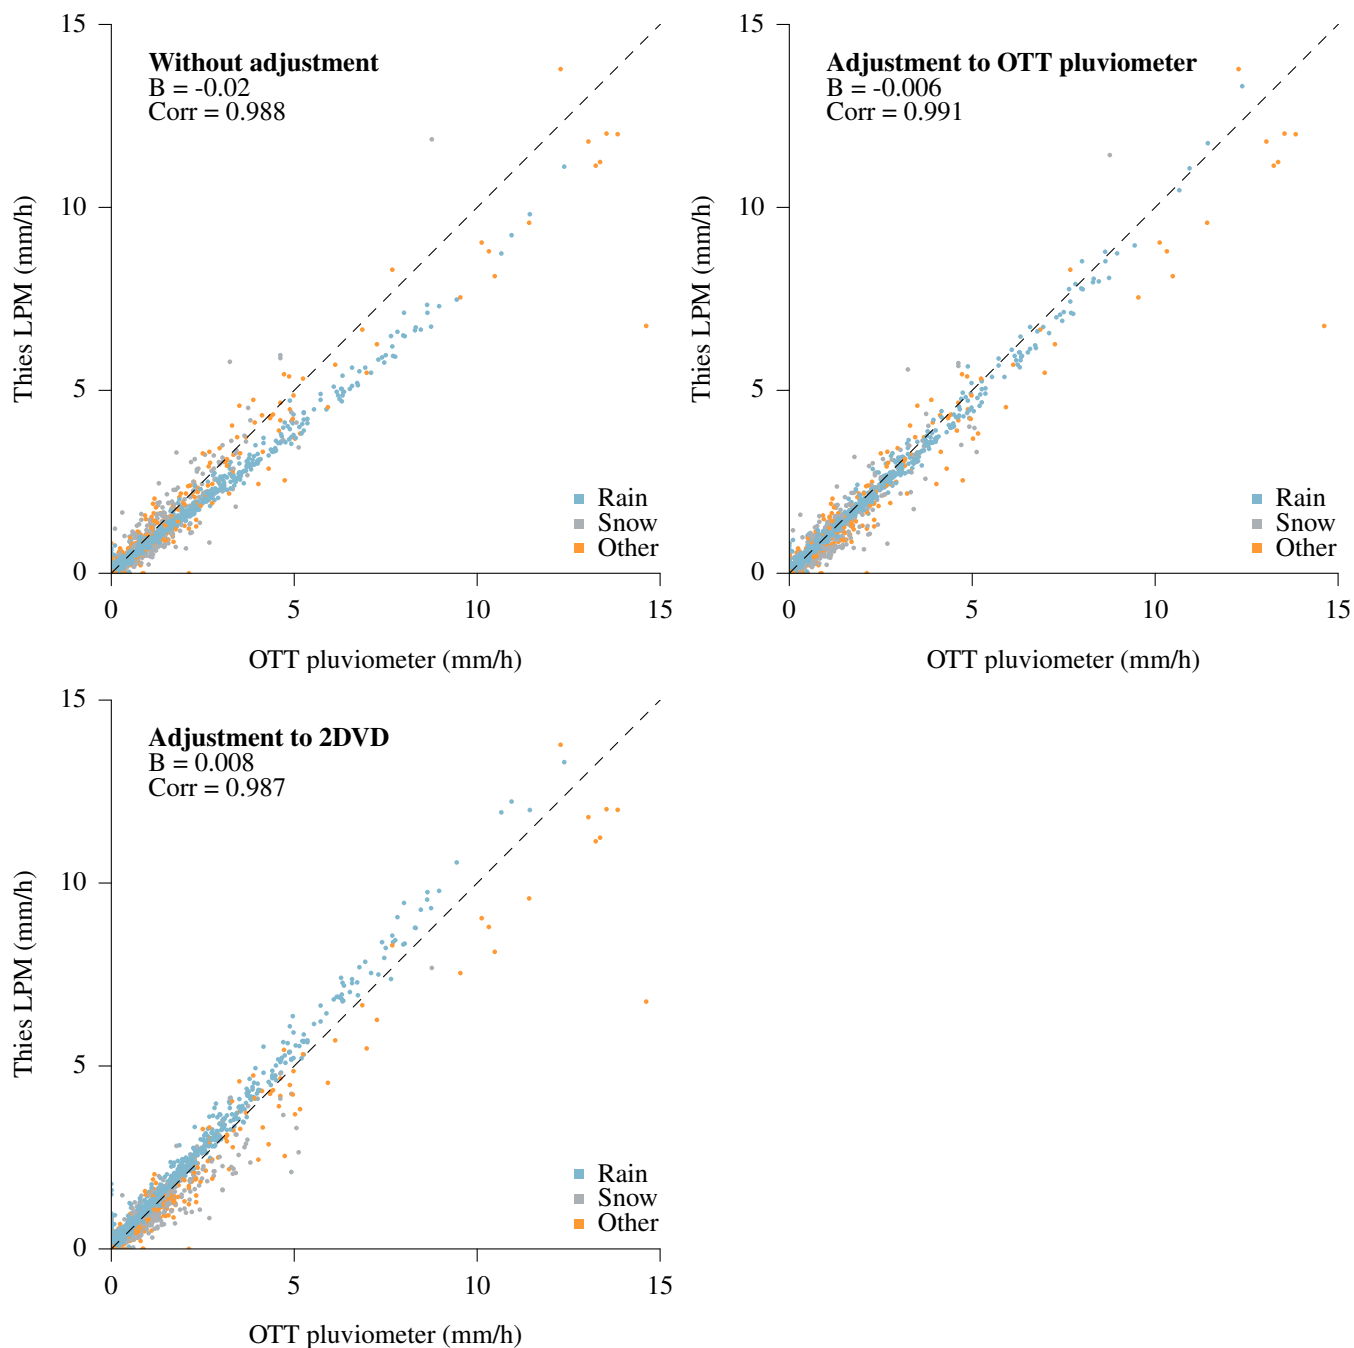 Without adjustment
B = -0.02
Corr = 0.988
Thies LPM (mm/h)
15
10
5
0
0 5 10 15
OTT pluviometer (mm/h)
Rain
Snow
Other
Adjustment to OTT pluviometer
B = -0.006
Corr = 0.991
Thies LPM (mm/h)
15
10
5
0
0 5 10 15
OTT pluviometer (mm/h)
Rain
Snow
Other
Adjustment to 2DVD
B = 0.008
Corr = 0.987
Thies LPM (mm/h)
15
10
5
0
0 5 10 15
OTT pluviometer (mm/h)
Rain
Snow
Other